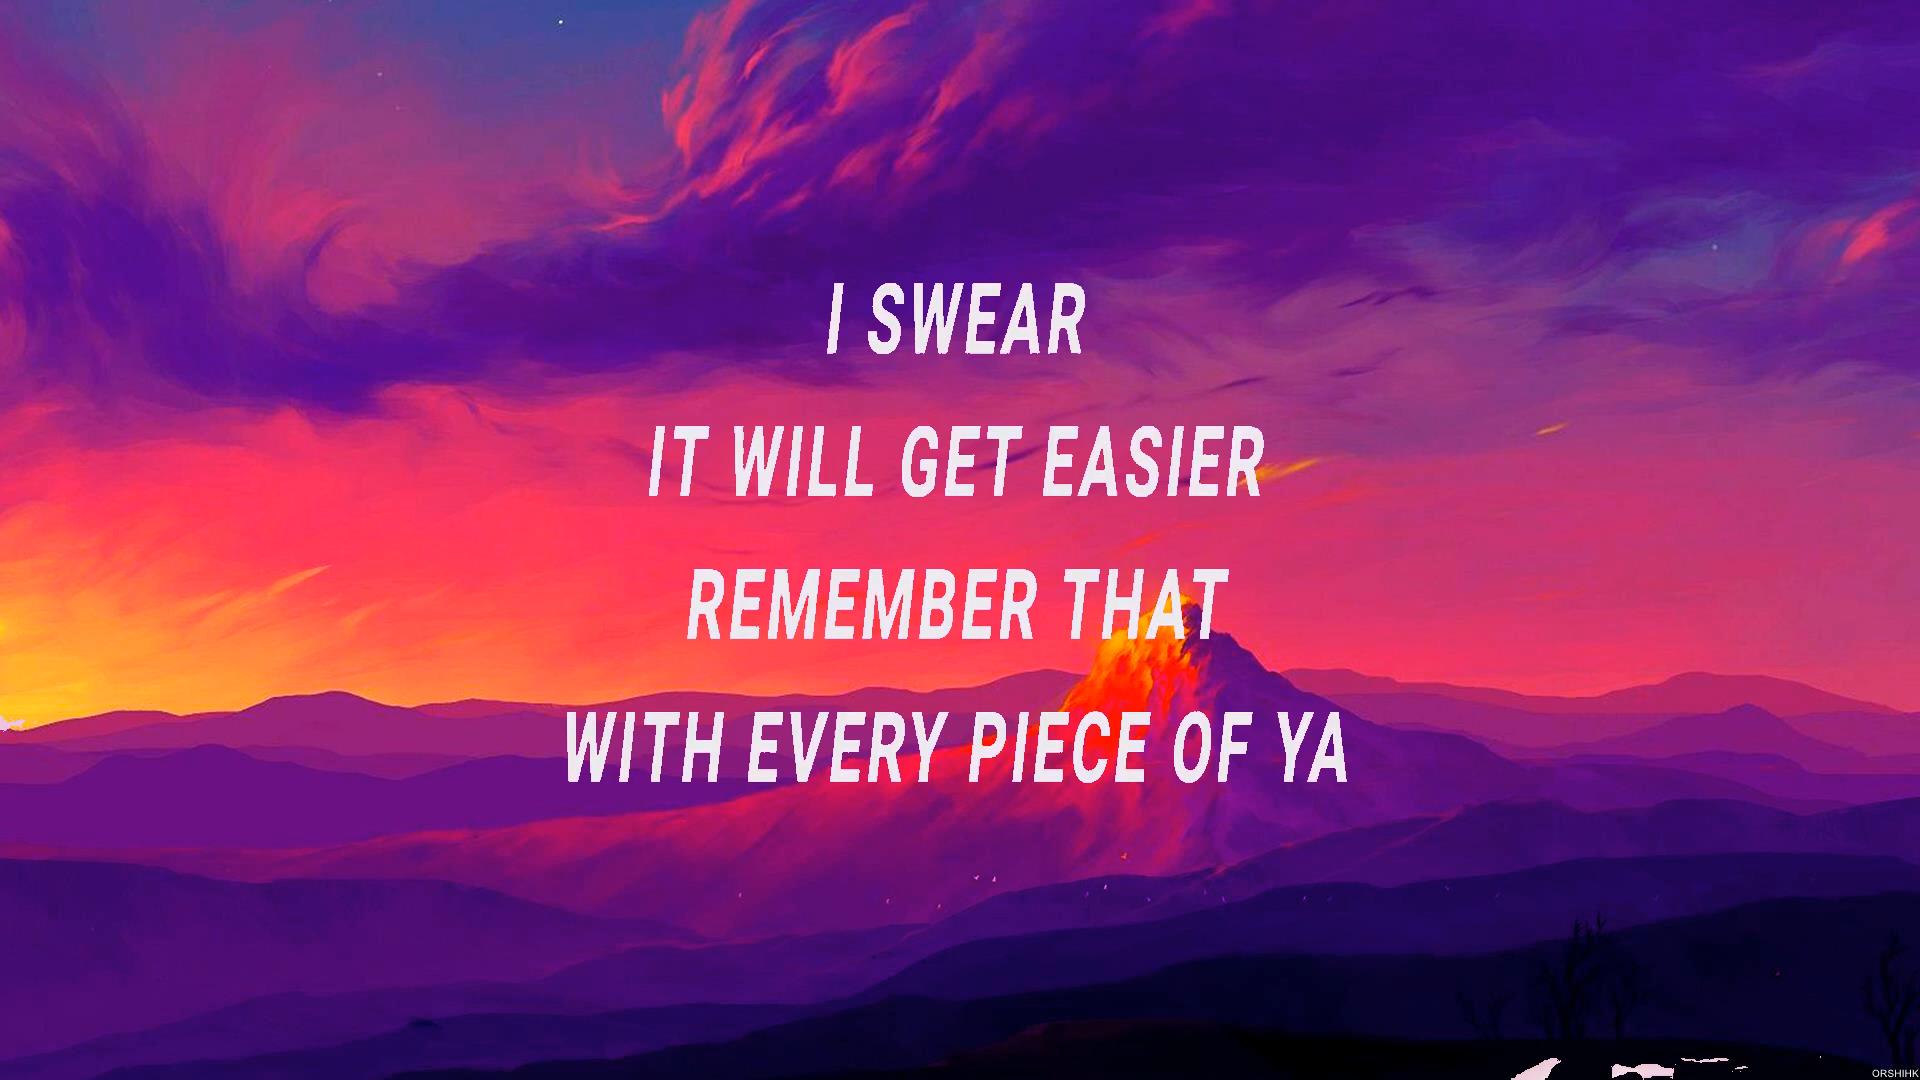 I SWEAR
IT WILL GET EASIER
REMEMBER THAT
WITH EVERY PIECE OF YA
ORSHIHK